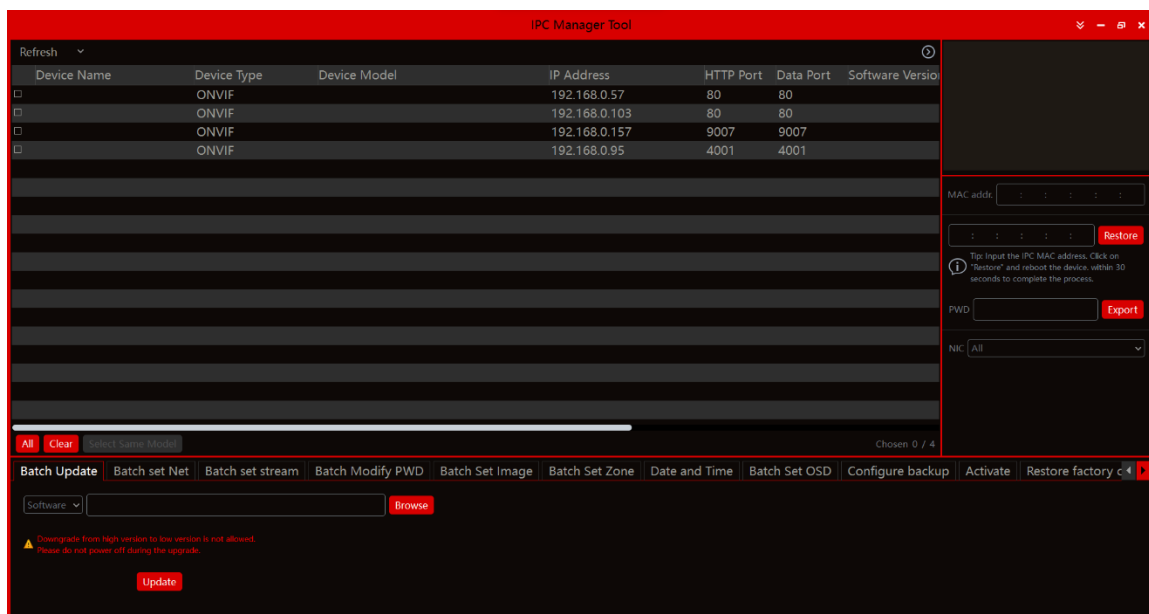 IPC Manager Tool
Refresh
Device Name Device Type Device Model IP Address HTTP Port Data Port Software Version
ONVIF 192.168.0.57 80 80
ONVIF 192.168.0.103 80 80
ONVIF 192.168.0.157 9007 9007
ONVIF 192.168.0.95 4001 4001
MAC addr. : : : : :
: : : : : Restore
Tip: Input the IPC MAC address. Click on
"Restore" and reboot the device. within 30
seconds to complete the process.
PWD Export
NIC All
All Clear Select Same Model Chosen 0 / 4
Batch Update Batch set Net Batch set stream Batch Modify PWD Batch Set Image Batch Set Zone Date and Time Batch Set OSD Configure backup Activate Restore factory
Software Browse
Downgrade from high version to low version is not allowed.
Please do not power off during the upgrade.
Update